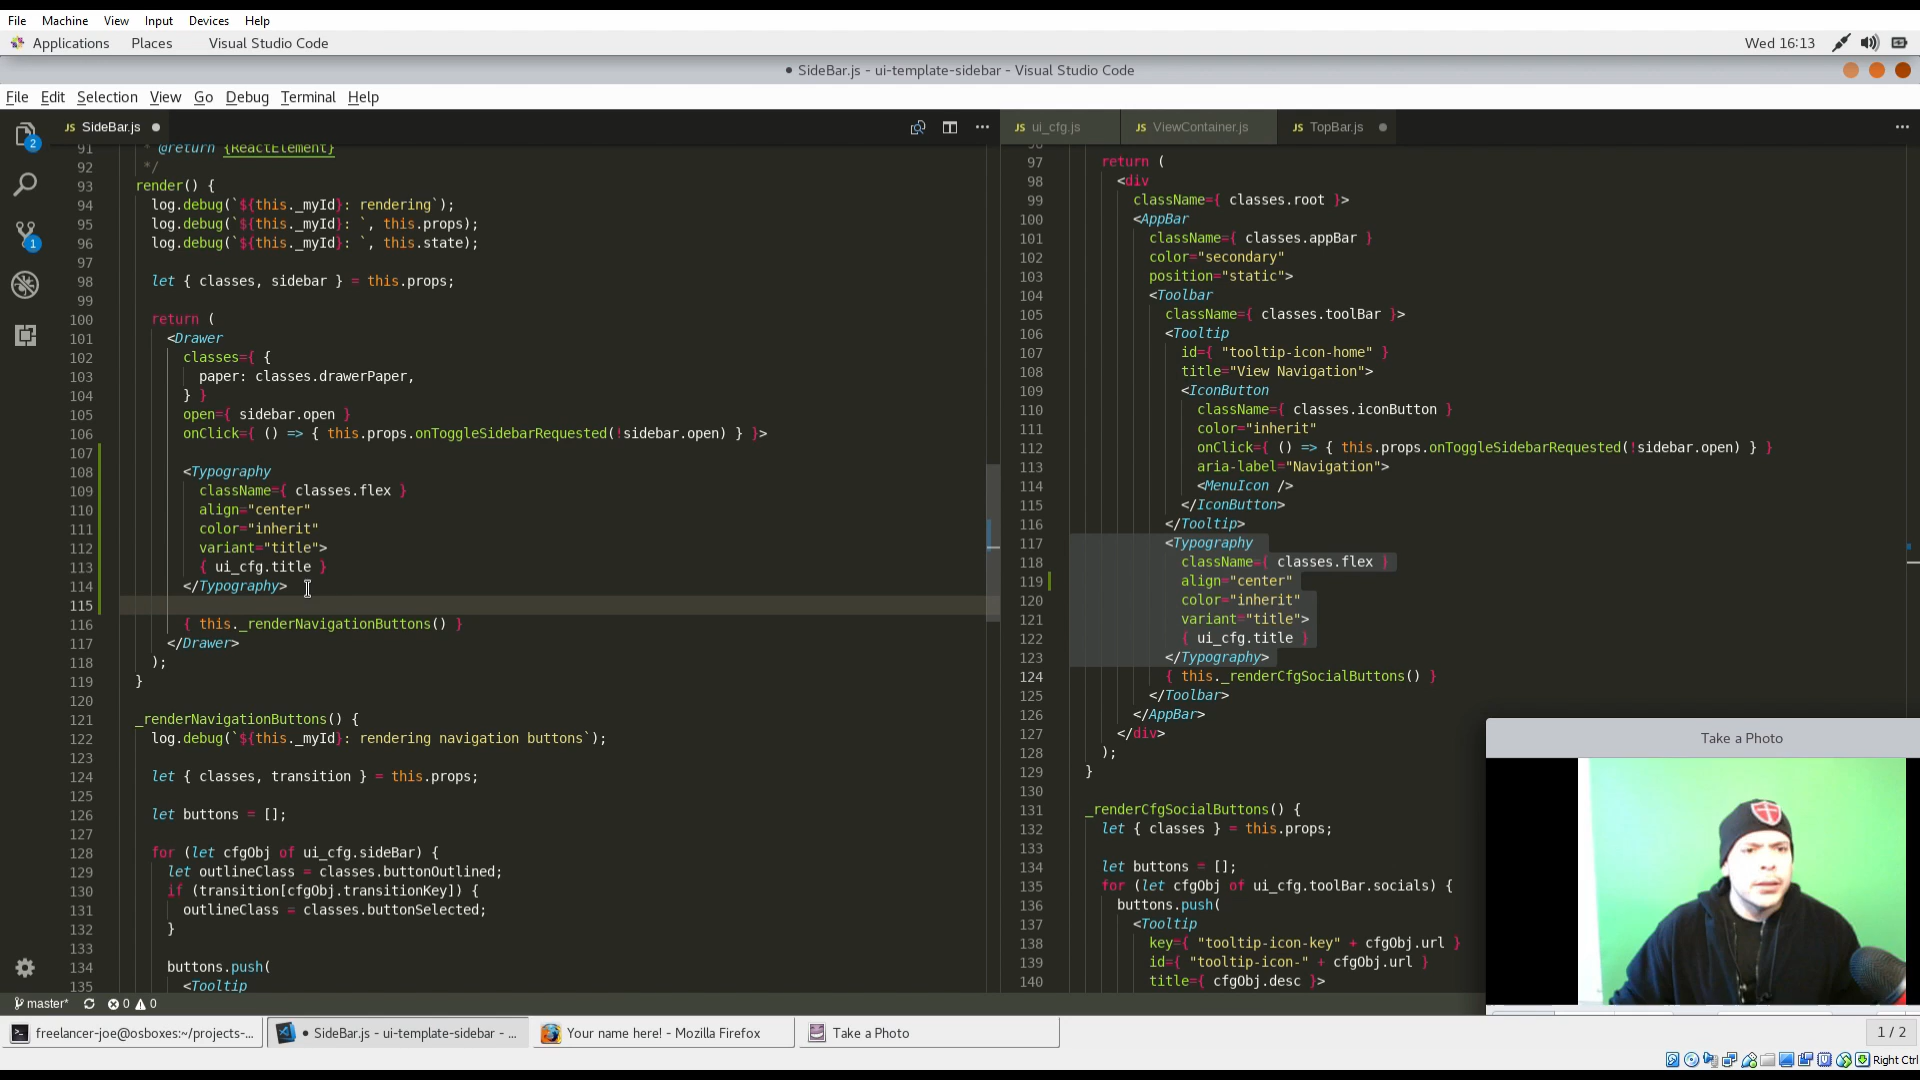 File Machine View Input Devices Help
Applications Places Visual Studio Code Wed 16:13
● SideBar.js - ui-template-sidebar - Visual Studio Code
File Edit Selection View Go Debug Terminal Help
JS SideBar.js ●
JS ui_cfg.js JS ViewContainer.js JS TopBar.js ●
2
1
91 * @return {ReactElement}
92 */
93 render() {
94 log.debug(`${this._myId}: rendering`);
95 log.debug(`${this._myId}: `, this.props);
96 log.debug(`${this._myId}: `, this.state);
97
98 let { classes, sidebar } = this.props;
99
100 return (
101 <Drawer
102 classes={ {
103 paper: classes.drawerPaper,
104 } }
105 open={ sidebar.open }
106 onClick={ () => { this.props.onToggleSidebarRequested(!sidebar.open) } }>
107
108 <Typography
109 className={ classes.flex }
110 align="center"
111 color="inherit"
112 variant="title">
113 { ui_cfg.title }
114 </Typography>
115
116 { this._renderNavigationButtons() }
117 </Drawer>
118 );
119 }
120
121 _renderNavigationButtons() {
122 log.debug(`${this._myId}: rendering navigation buttons`);
123
124 let { classes, transition } = this.props;
125
126 let buttons = [];
127
128 for (let cfgObj of ui_cfg.sideBar) {
129 let outlineClass = classes.buttonOutlined;
130 if (transition[cfgObj.transitionKey]) {
131 outlineClass = classes.buttonSelected;
132 }
133
134 buttons.push(
135 <Tooltip
97 return (
98 <div
99 className={ classes.root }>
100 <AppBar
101 className={ classes.appBar }
102 color="secondary"
103 position="static">
104 <Toolbar
105 className={ classes.toolBar }>
106 <Tooltip
107 id={ "tooltip-icon-home" }
108 title="View Navigation">
109 <IconButton
110 className={ classes.iconButton }
111 color="inherit"
112 onClick={ () => { this.props.onToggleSidebarRequested(!sidebar.open) } }
113 aria-label="Navigation">
114 <MenuIcon />
115 </IconButton>
116 </Tooltip>
117 <Typography
118 className={ classes.flex }
119 align="center"
120 color="inherit"
121 variant="title">
122 { ui_cfg.title }
123 </Typography>
124 { this._renderCfgSocialButtons() }
125 </Toolbar>
126 </AppBar>
127 </div>
128 );
129 }
130
131 _renderCfgSocialButtons() {
132 let { classes } = this.props;
133
134 let buttons = [];
135 for (let cfgObj of ui_cfg.toolBar.socials) {
136 buttons.push(
137 <Tooltip
138 key={ "tooltip-icon-key" + cfgObj.url }
139 id={ "tooltip-icon-" + cfgObj.url }
140 title={ cfgObj.desc }>
Take a Photo
master* 0 0
freelancer-joe@osboxes:~/projects-... ● SideBar.js - ui-template-sidebar - ... Your name here! - Mozilla Firefox Take a Photo 1 / 2
Right Ctrl